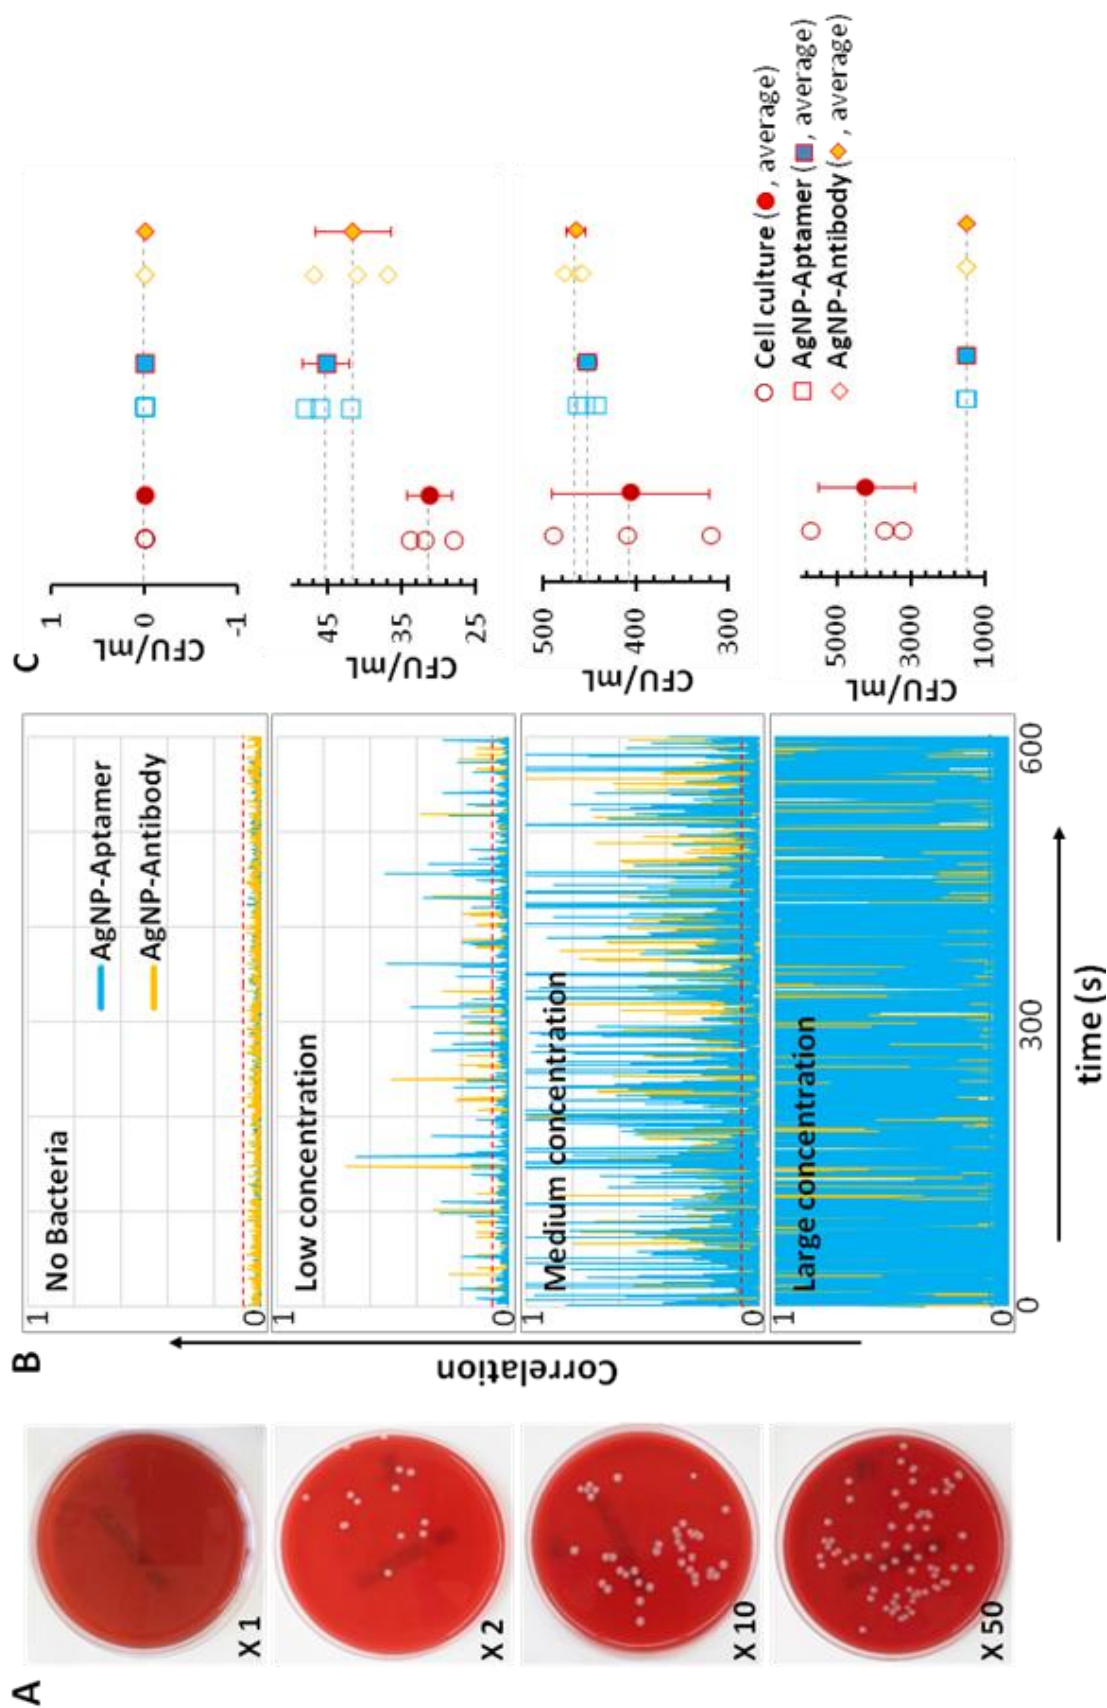 A
X 1
X 2
X 10
X 50
B
Correlation
1
0
No Bacteria
AgNP-Aptamer
AgNP-Antibody
1
0
Low concentration
1
0
Medium concentration
1
0
Large concentration
0
300
600
time (s)
C
1
0
-1
CFU/mL
45
35
25
CFU/mL
500
400
300
CFU/mL
5000
3000
1000
CFU/mL
Cell culture (, average)
AgNP-Aptamer (, average)
AgNP-Antibody (, average)